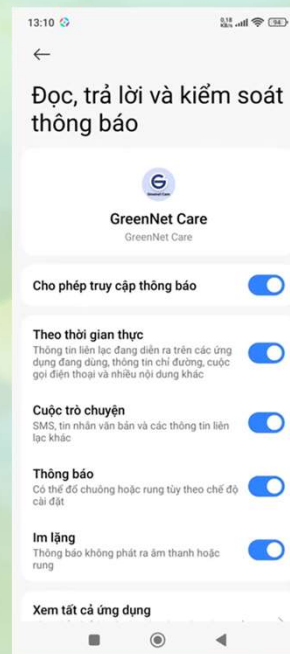 13:10
0,18
KB/s
94
Đọc, trả lời và kiểm soát
thông báo
G
GreenNet Care
GreenNet Care
Cho phép truy cập thông báo
Theo thời gian thực
Thông tin liên lạc đang diễn ra trên các ứng
dụng đang dùng, thông tin chỉ đường, cuộc
gọi điện thoại và nhiều nội dung khác
Cuộc trò chuyện
SMS, tin nhắn văn bản và các thông tin liên
lạc khác
Thông báo
Có thể đổ chuông hoặc rung tùy theo chế độ
cài đặt
Im lặng
Thông báo không phát ra âm thanh hoặc
rung
Xem tất cả ứng dụng